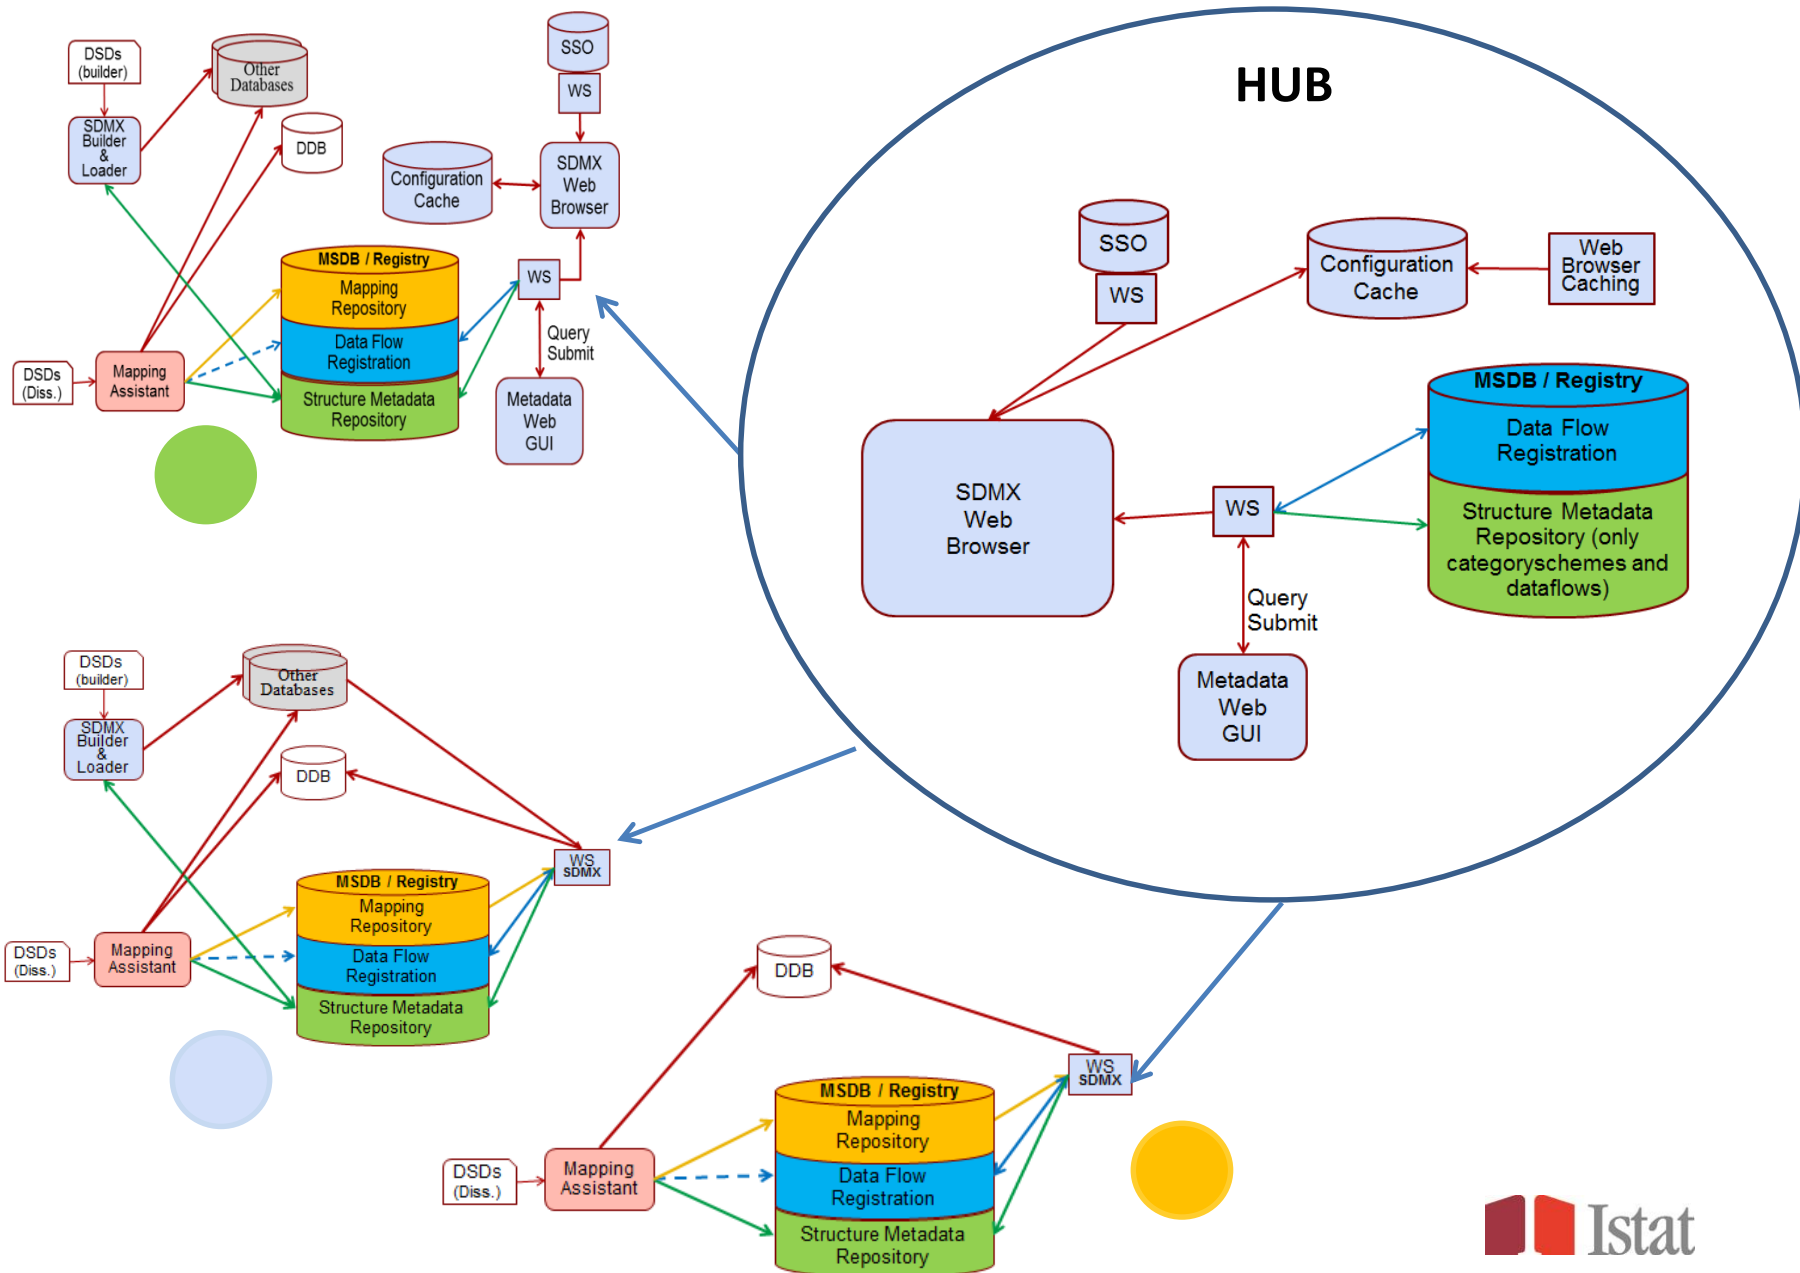 DSDs
(builder)
Other
Databases
SDMX
Builder
&
Loader
DDB
SSO
WS
Configuration
Cache
SDMX
Web
Browser
MSDB / Registry
Mapping
Repository
Data Flow
Registration
Structure Metadata
Repository
WS
Query
Submit
Metadata
Web
GUI
DSDs
(Diss.)
Mapping
Assistant
HUB
SSO
WS
Configuration
Cache
Web
Browser
Caching
MSDB / Registry
Data Flow
Registration
Structure Metadata
Repository (only
categoryschemes and
dataflows)
SDMX
Web
Browser
WS
Query
Submit
Metadata
Web
GUI
DSDs
(builder)
Other
Databases
SDMX
Builder
&
Loader
DDB
WS
SDMX
MSDB / Registry
Mapping
Repository
Data Flow
Registration
Structure Metadata
Repository
DSDs
(Diss.)
Mapping
Assistant
DDB
WS
SDMX
MSDB / Registry
Mapping
Repository
Data Flow
Registration
Structure Metadata
Repository
DSDs
(Diss.)
Mapping
Assistant
Istat